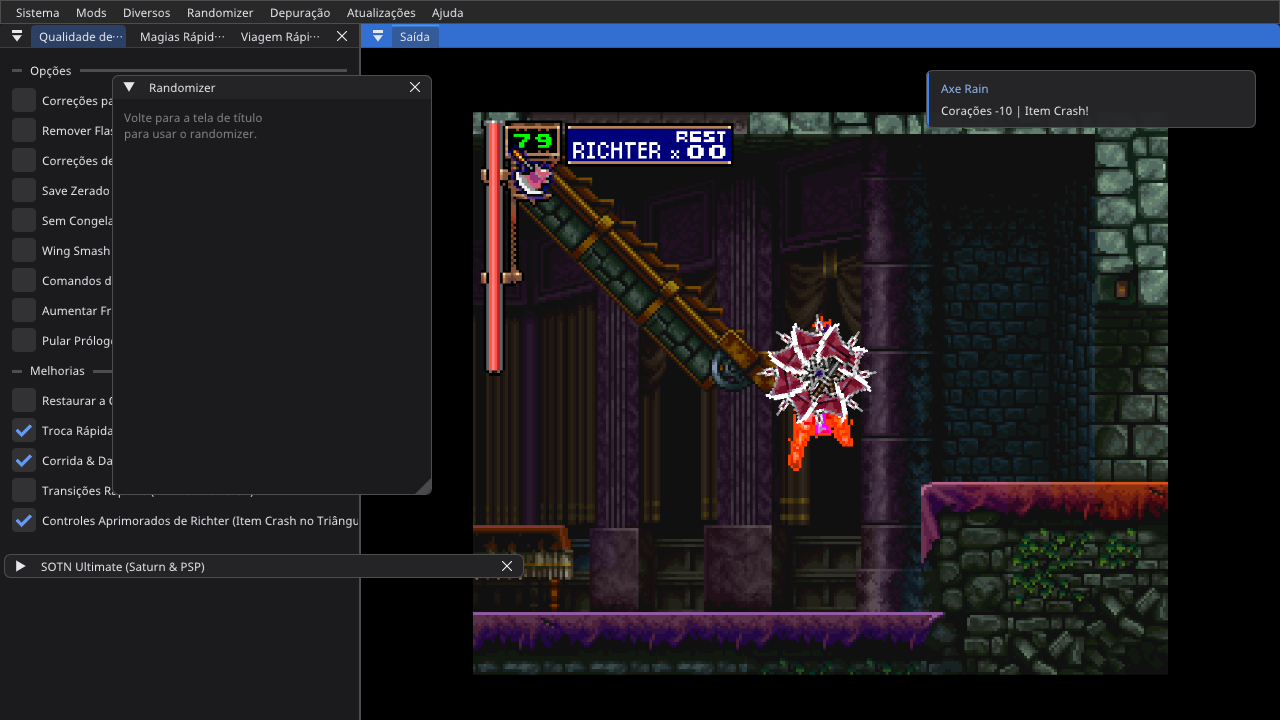 Sistema Mods Diversos Randomizer Depuração Atualizações Ajuda
Qualidade de··· Magias Rápid··· Viagem Rápi··· Saída
Opções
Correções pa
Remover Flas
Correções de
Save Zerado
Sem Congela
Wing Smash
Comandos d
Aumentar Fr
Pular Prólogo
Melhorias
Restaurar a
Troca Rápida
Corrida & Da
Transições
Controles Aprimorados de Richter (Item Crash no Triângu
Randomizer
Volte para a tela de título
para usar o randomizer.
SOTN Ultimate (Saturn & PSP)
Axe Rain
Corações -10 | Item Crash!
79
REST
RICHTER x 00